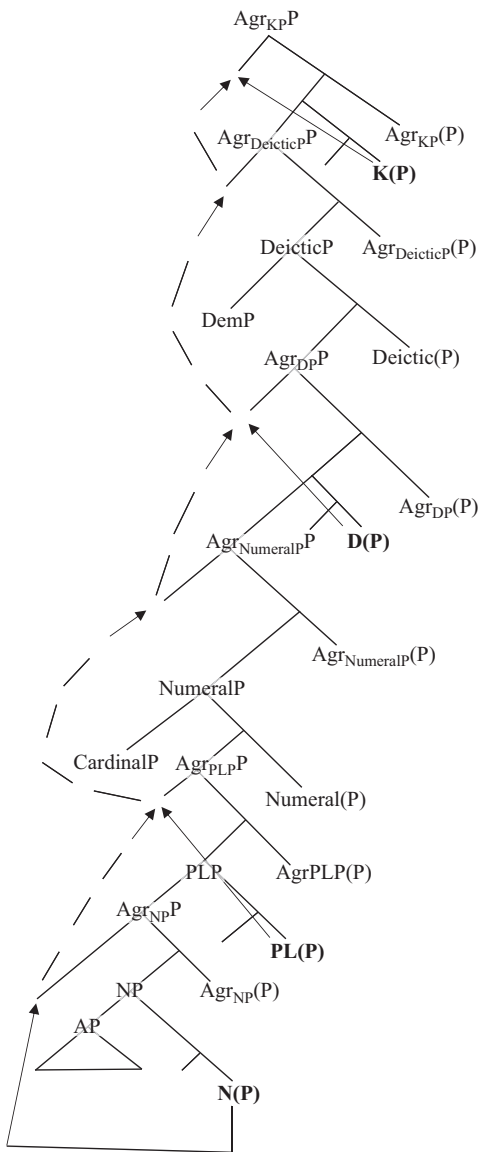 Agr_KP P
Agr_KP(P)
Agr_DeicticP P
K(P)
DeicticP
Agr_DeicticP(P)
DemP
Deictic(P)
Agr_DP P
Agr_DP(P)
Agr_NumeralP P
D(P)
Agr_NumeralP(P)
NumeralP
CardinalP
Agr_PLP P
Numeral(P)
PLP
AgrPLP(P)
Agr_NP P
PL(P)
NP
Agr_NP(P)
AP
N(P)